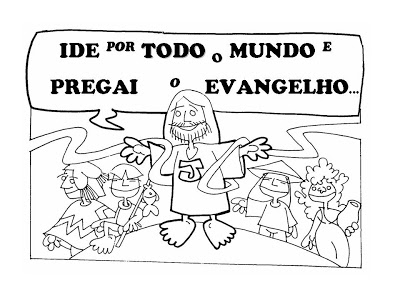 IDE POR TODO O MUNDO E
PREGAI O EVANGELHO...
J